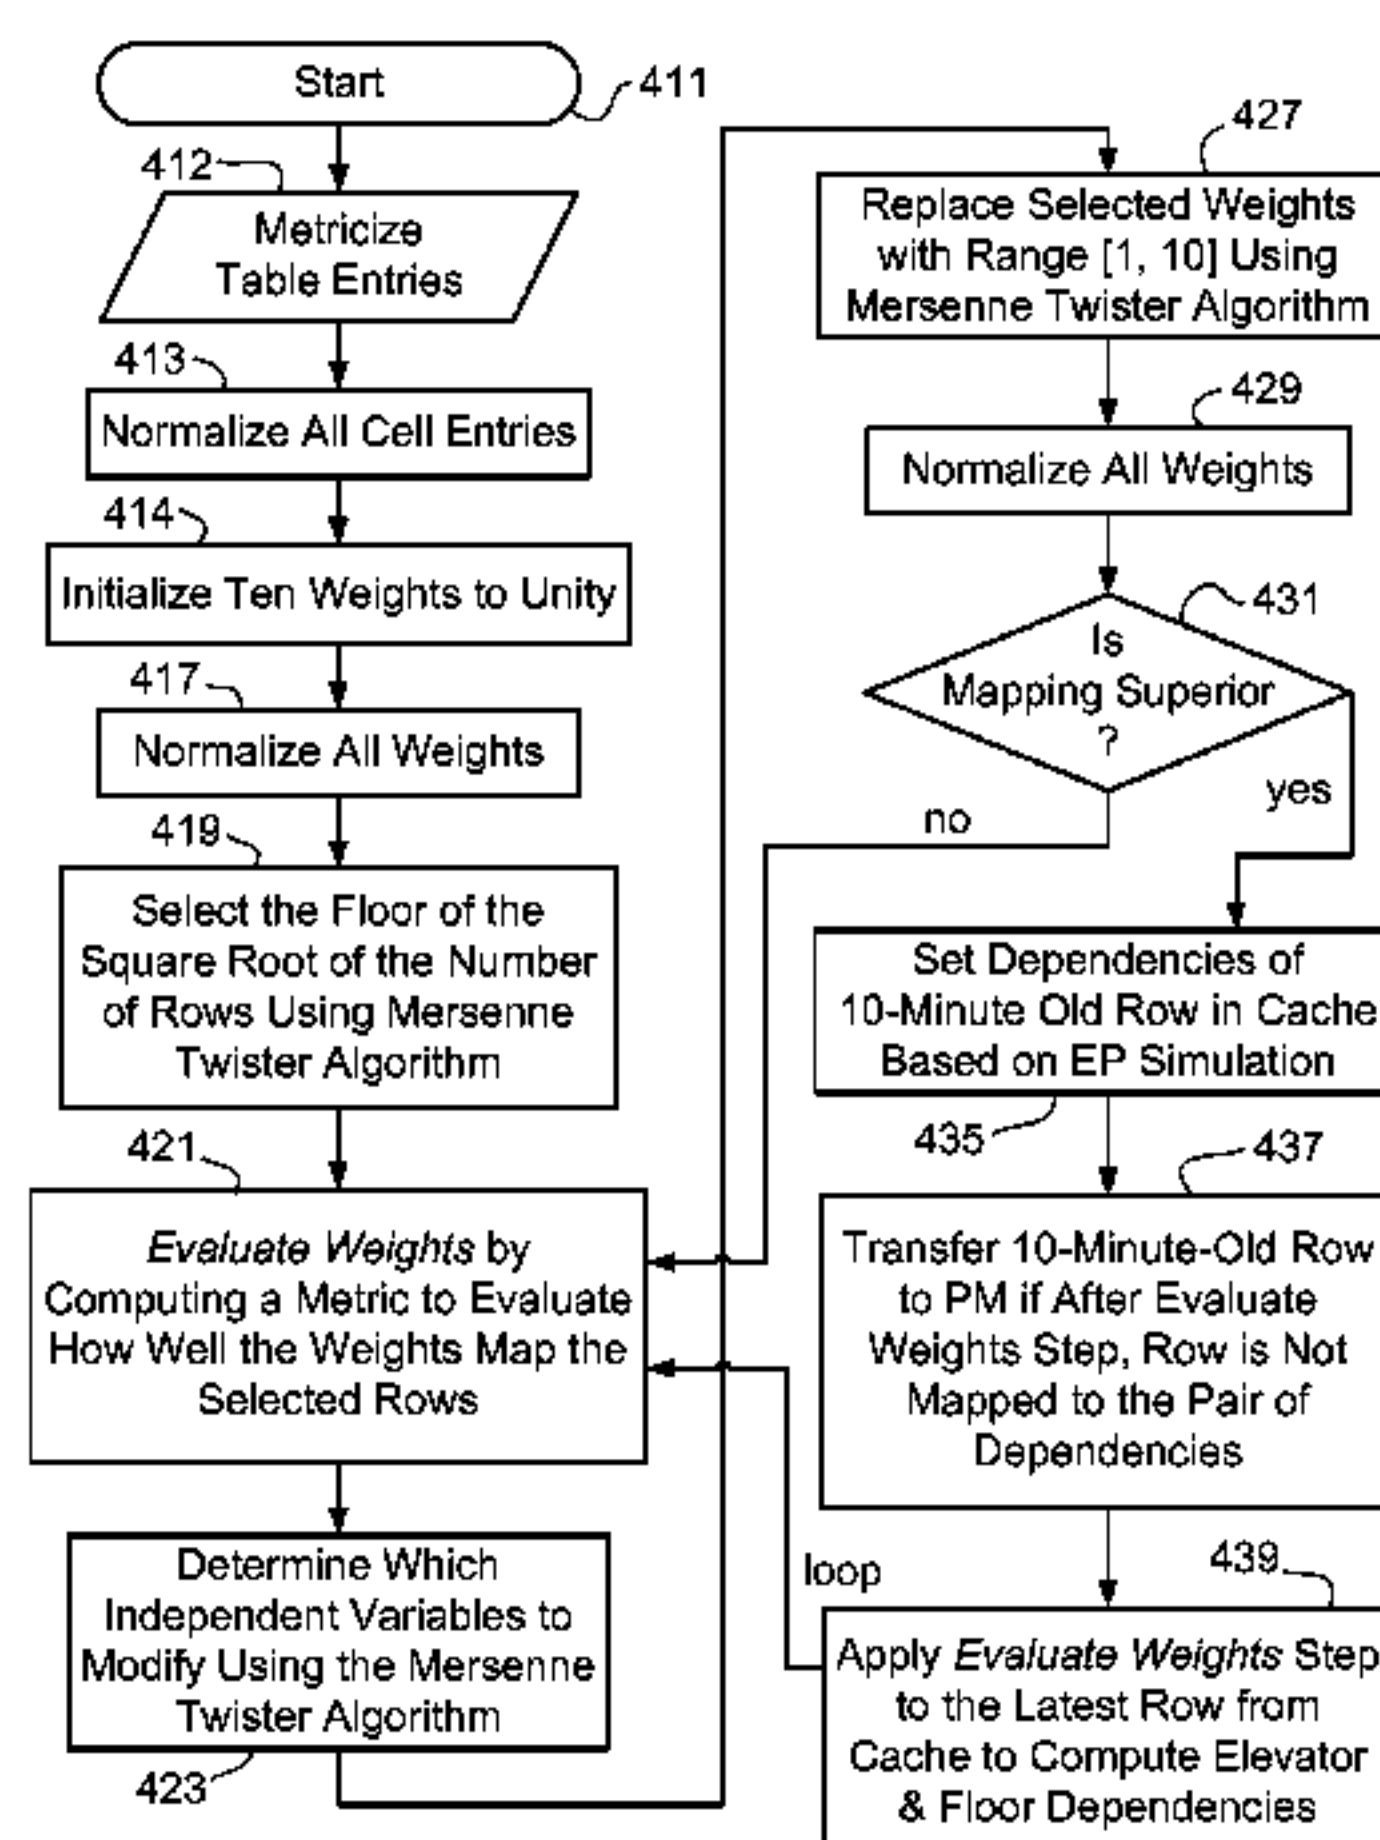 Start
411
412
Metricize
Table Entries
413
Normalize All Cell Entries
414
Initialize Ten Weights to Unity
417
Normalize All Weights
419
Select the Floor of the
Square Root of the Number
of Rows Using Mersenne
Twister Algorithm
421
Evaluate Weights by
Computing a Metric to Evaluate
How Well the Weights Map the
Selected Rows
Determine Which
Independent Variables to
Modify Using the Mersenne
Twister Algorithm
423
427
Replace Selected Weights
with Range [1, 10] Using
Mersenne Twister Algorithm
429
Normalize All Weights
431
Is
Mapping Superior
?
yes
no
Set Dependencies of
10-Minute Old Row in Cache
Based on EP Simulation
435
437
Transfer 10-Minute-Old Row
to PM if After Evaluate
Weights Step, Row is Not
Mapped to the Pair of
Dependencies
439
loop
Apply Evaluate Weights Step
to the Latest Row from
Cache to Compute Elevator
& Floor Dependencies